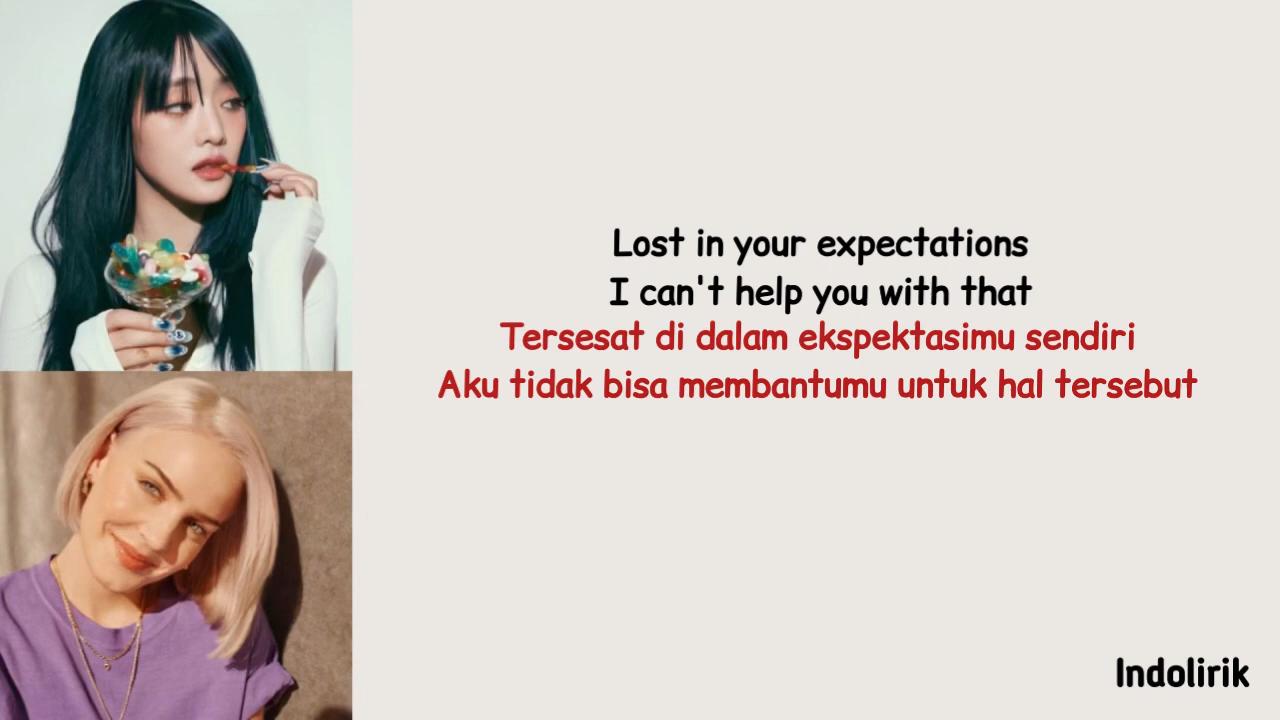 Lost in your expectations
I can't help you with that
Tersesat di dalam ekspektasimu sendiri
Aku tidak bisa membantumu untuk hal tersebut
Indolirik